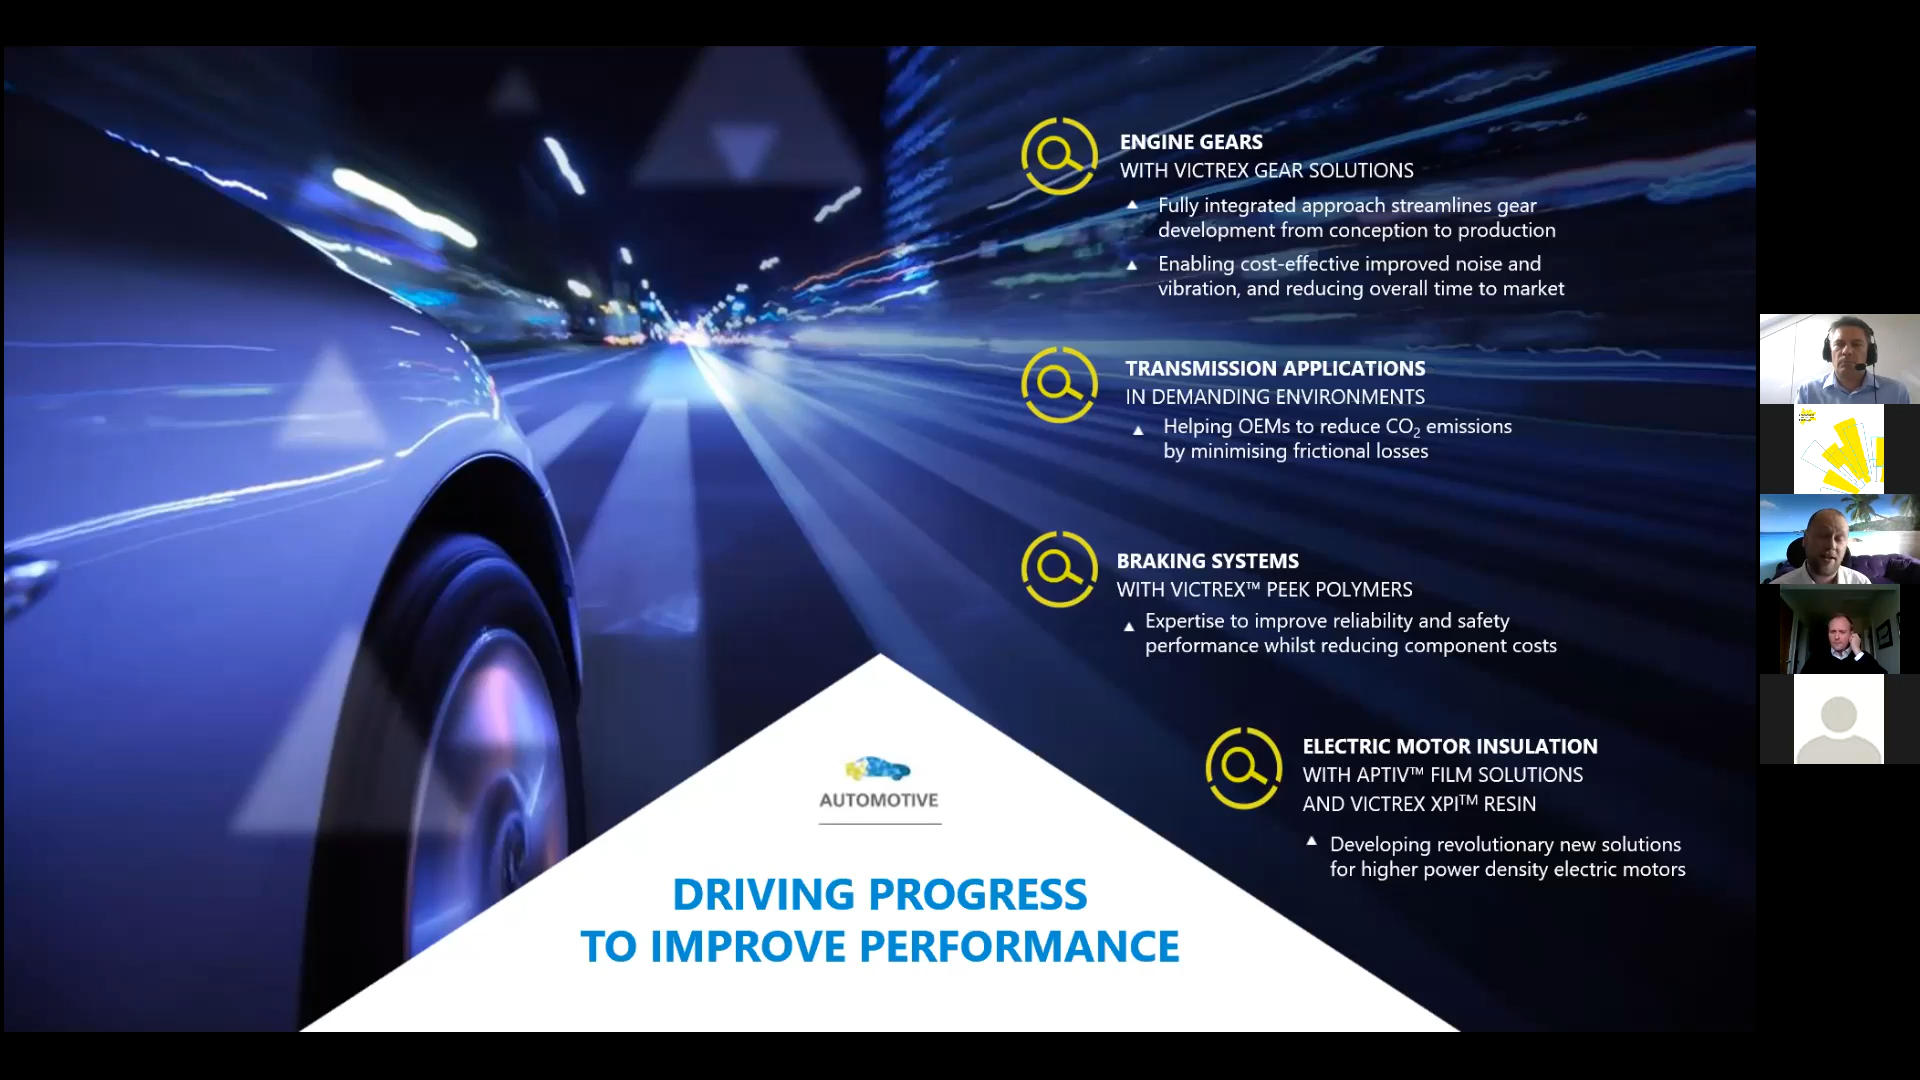 ENGINE GEARS
WITH VICTREX GEAR SOLUTIONS
Fully integrated approach streamlines gear
development from conception to production
Enabling cost-effective improved noise and
vibration, and reducing overall time to market
TRANSMISSION APPLICATIONS
IN DEMANDING ENVIRONMENTS
Helping OEMs to reduce CO₂ emissions
by minimising frictional losses
BRAKING SYSTEMS
WITH VICTREX™ PEEK POLYMERS
Expertise to improve reliability and safety
performance whilst reducing component costs
ELECTRIC MOTOR INSULATION
WITH APTIV™ FILM SOLUTIONS
AND VICTREX XPI™ RESIN
Developing revolutionary new solutions
for higher power density electric motors
AUTOMOTIVE
DRIVING PROGRESS
TO IMPROVE PERFORMANCE